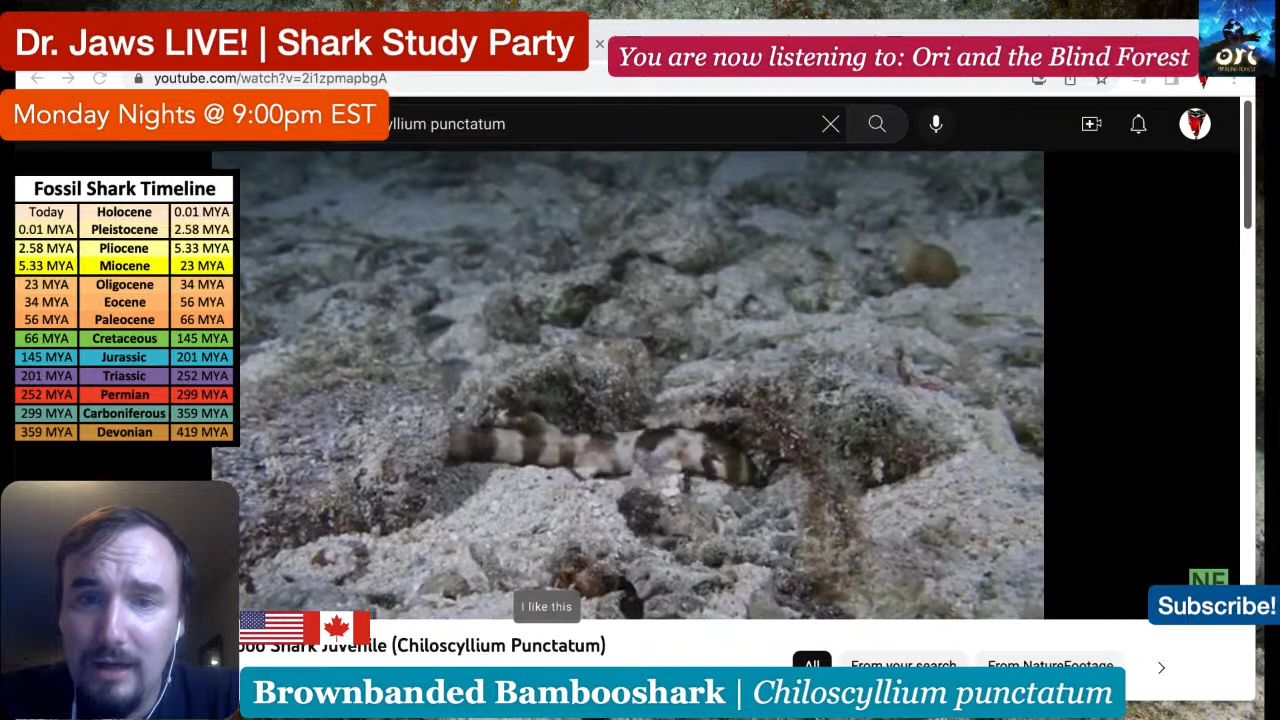 Dr. Jaws LIVE! | Shark Study Party
You are now listening to: Ori and the Blind Forest
ori
youtube.com/watch?v=2i1zpmapbgA
Monday Nights @ 9:00pm EST
yllium punctatum
Fossil Shark Timeline
Today Holocene 0.01 MYA
0.01 MYA Pleistocene 2.58 MYA
2.58 MYA Pliocene 5.33 MYA
5.33 MYA Miocene 23 MYA
23 MYA Oligocene 34 MYA
34 MYA Eocene 56 MYA
56 MYA Paleocene 66 MYA
66 MYA Cretaceous 145 MYA
145 MYA Jurassic 201 MYA
201 MYA Triassic 252 MYA
252 MYA Permian 299 MYA
299 MYA Carboniferous 359 MYA
359 MYA Devonian 419 MYA
NF
Subscribe!
I like this
Shark Juvenile (Chiloscyllium Punctatum)
All From your search From NatureFootage
Brownbanded Bambooshark | Chiloscyllium punctatum